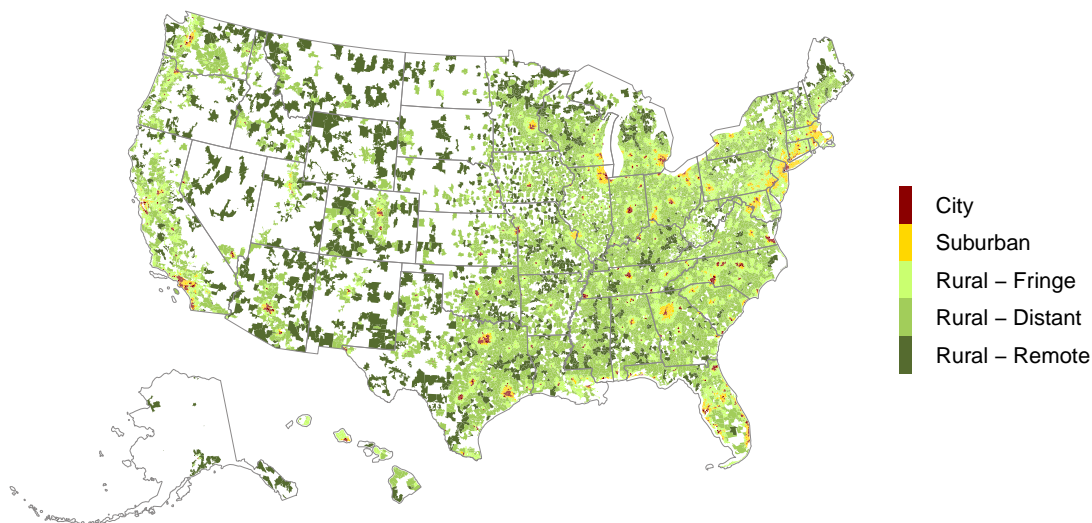 City
Suburban
Rural − Fringe
Rural − Distant
Rural − Remote